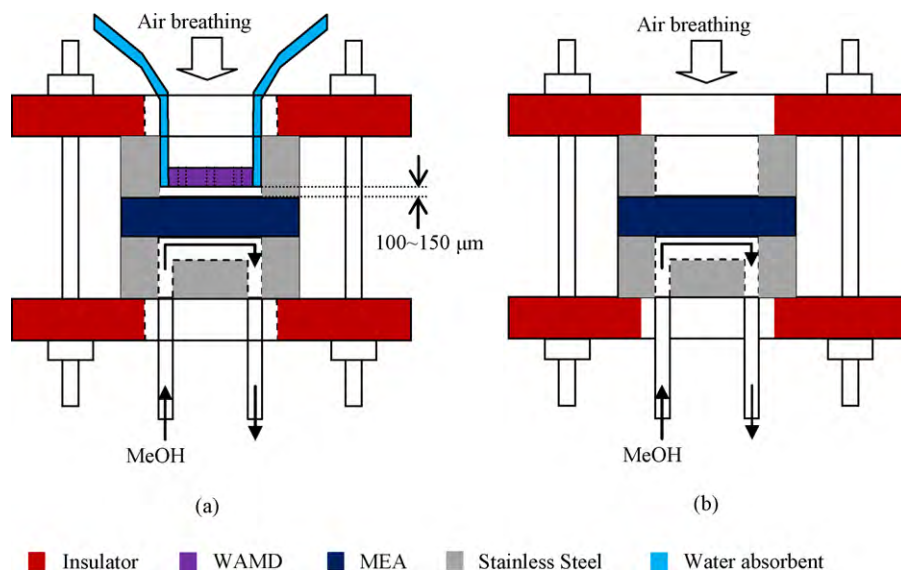 Air breathing
Air breathing
100~150 μm
MeOH
MeOH
(a)
(b)
Insulator WAMD MEA Stainless Steel Water absorbent